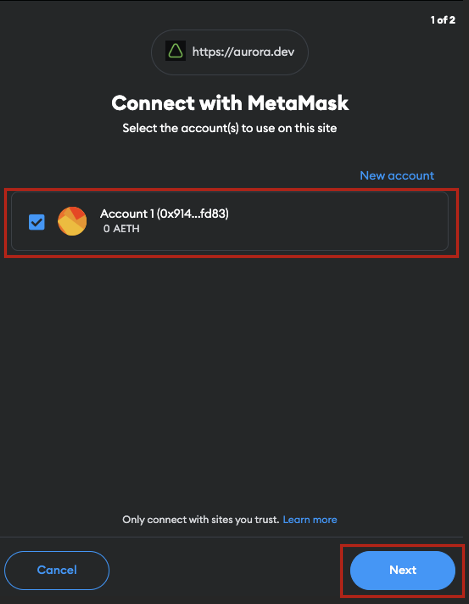 1 of 2
https://aurora.dev
Connect with MetaMask
Select the account(s) to use on this site
New account
Account 1 (0x914...fd83)
0 AETH
Only connect with sites you trust. Learn more
Cancel
Next